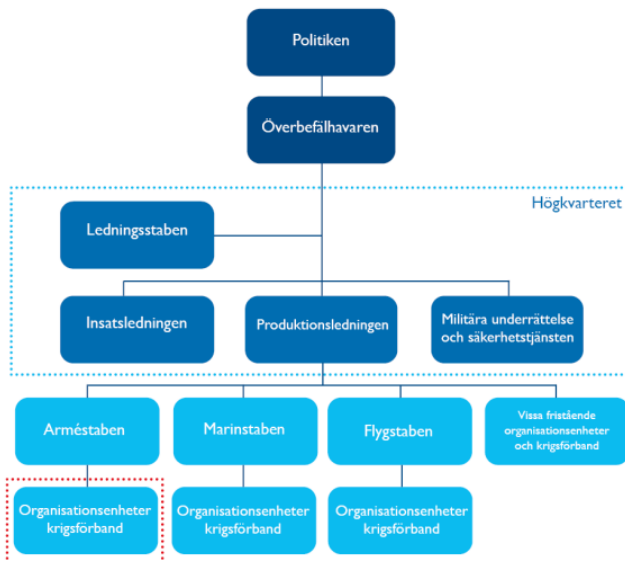 Politiken
Överbefälhavaren
Högkvarteret
Ledningsstaben
Insatsledningen
Produktionsledningen
Militära underrättelse
och säkerhetstjänsten
Arméstaben
Marinstaben
Flygstaben
Vissa fristående
organisationsenheter
och krigsförband
Organisationsenheter
krigsförband
Organisationsenheter
krigsförband
Organisationsenheter
krigsförband